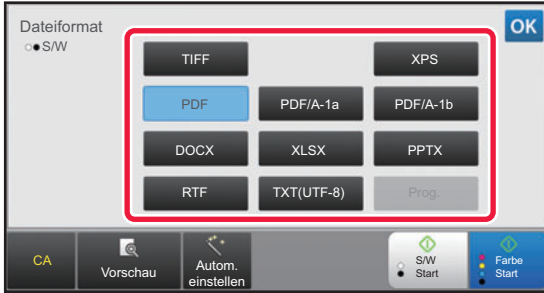 Dateiformat
OK
S/W
TIFF
XPS
PDF
PDF/A-1a
PDF/A-1b
DOCX
XLSX
PPTX
RTF
TXT(UTF-8)
Prog.
CA
Vorschau
Autom.
einstellen
S/W
Start
Farbe
Start